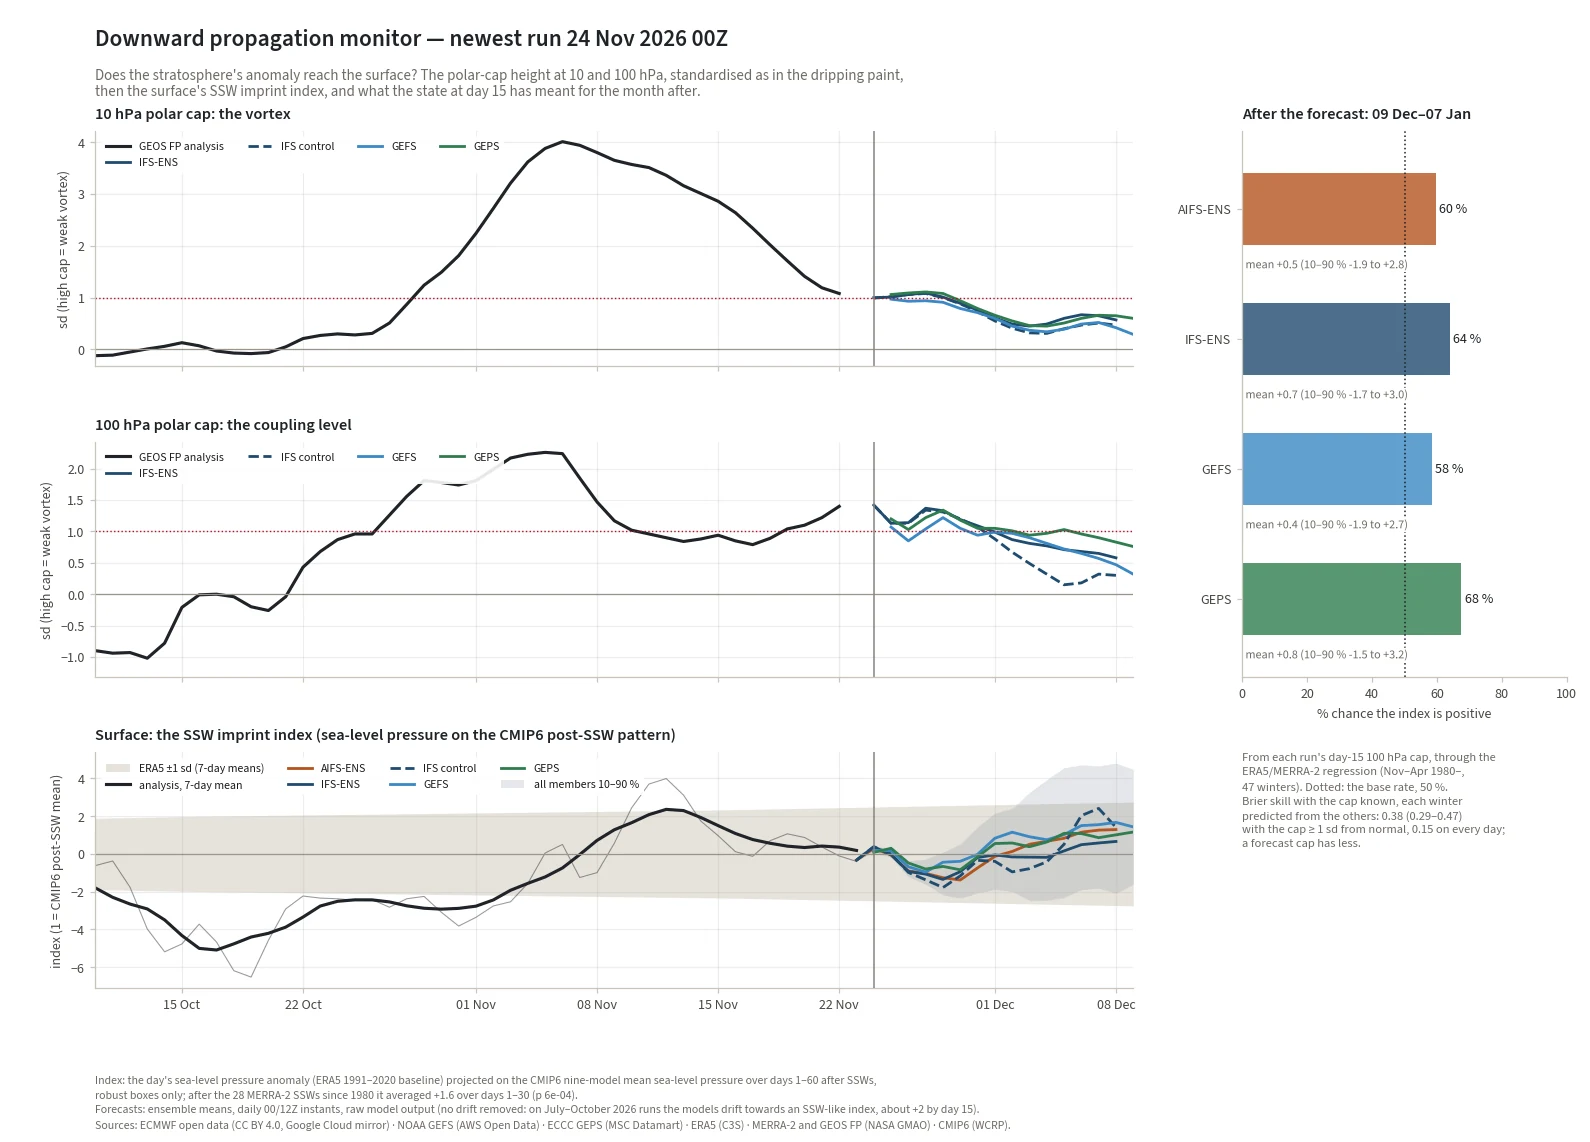 Downward propagation monitor — newest run 24 Nov 2026 00Z
Does the stratosphere's anomaly reach the surface? The polar-cap height at 10 and 100 hPa, standardised as in the dripping paint,
then the surface's SSW imprint index, and what the state at day 15 has meant for the month after.
10 hPa polar cap: the vortex
GEOS FP analysis
IFS control
GEFS
GEPS
IFS-ENS
sd (high cap = weak vortex)
4
3
2
1
0
100 hPa polar cap: the coupling level
GEOS FP analysis
IFS control
GEFS
GEPS
IFS-ENS
sd (high cap = weak vortex)
2.0
1.5
1.0
0.5
0.0
−0.5
−1.0
Surface: the SSW imprint index (sea-level pressure on the CMIP6 post-SSW pattern)
ERA5 ±1 sd (7-day means)
AIFS-ENS
IFS control
GEPS
analysis, 7-day mean
IFS-ENS
GEFS
all members 10–90 %
index (1 = CMIP6 post-SSW mean)
4
2
0
−2
−4
−6
15 Oct
22 Oct
01 Nov
08 Nov
15 Nov
22 Nov
01 Dec
08 Dec
After the forecast: 09 Dec–07 Jan
AIFS-ENS
60 %
mean +0.5 (10–90 % -1.9 to +2.8)
IFS-ENS
64 %
mean +0.7 (10–90 % -1.7 to +3.0)
GEFS
58 %
mean +0.4 (10–90 % -1.9 to +2.7)
GEPS
68 %
mean +0.8 (10–90 % -1.5 to +3.2)
0
20
40
60
80
100
% chance the index is positive
From each run's day-15 100 hPa cap, through the
ERA5/MERRA-2 regression (Nov–Apr 1980–,
47 winters). Dotted: the base rate, 50 %.
Brier skill with the cap known, each winter
predicted from the others: 0.38 (0.29–0.47)
with the cap ≥ 1 sd from normal, 0.15 on every day;
a forecast cap has less.
Index: the day's sea-level pressure anomaly (ERA5 1991–2020 baseline) projected on the CMIP6 nine-model mean sea-level pressure over days 1–60 after SSWs,
robust boxes only; after the 28 MERRA-2 SSWs since 1980 it averaged +1.6 over days 1–30 (p 6e-04).
Forecasts: ensemble means, daily 00/12Z instants, raw model output (no drift removed: on July–October 2026 runs the models drift towards an SSW-like index, about +2 by day 15).
Sources: ECMWF open data (CC BY 4.0, Google Cloud mirror) · NOAA GEFS (AWS Open Data) · ECCC GEPS (MSC Datamart) · ERA5 (C3S) · MERRA-2 and GEOS FP (NASA GMAO) · CMIP6 (WCRP).